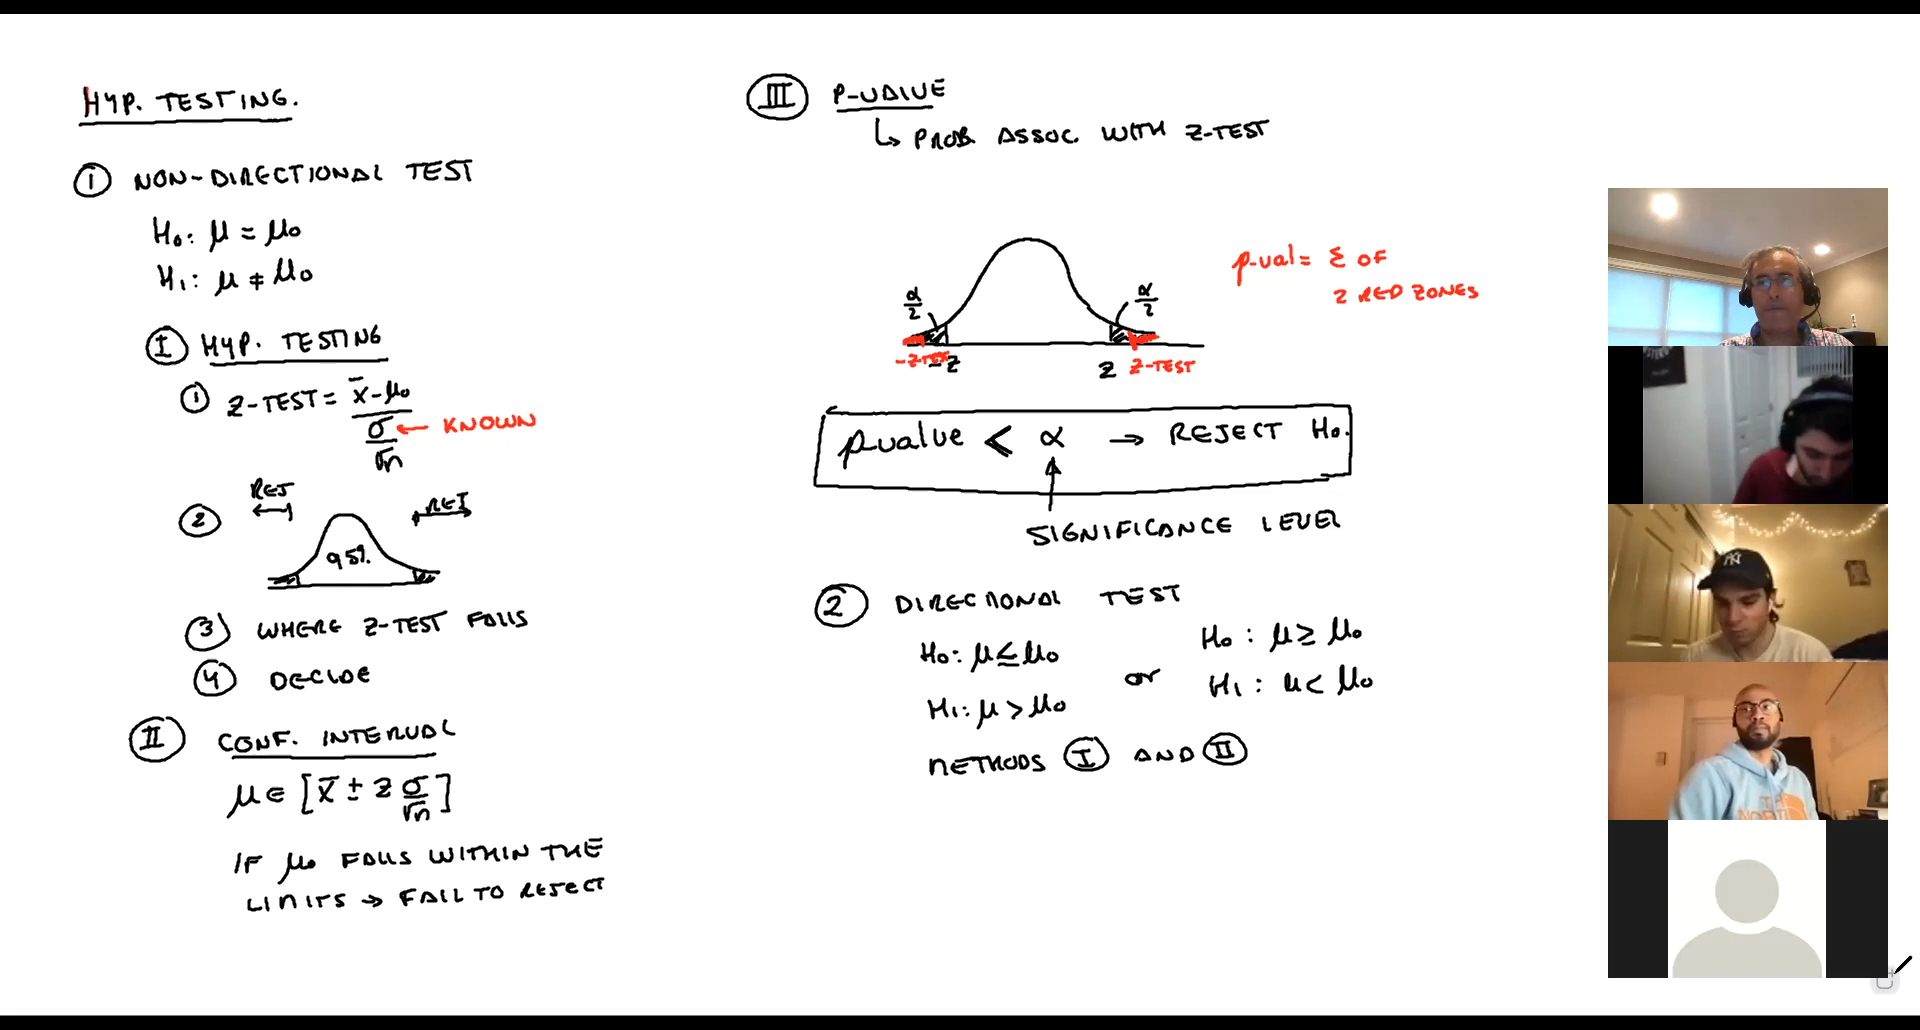 HYP. TESTING.
① NON-DIRECTIONAL TEST
H₀: μ = μ₀
H₁: μ ≠ μ₀
Ⓘ HYP. TESTING
① Z-TEST = (x̄ - μ₀) / (σ/√n) ← KNOWN
② REJ REJ
95%
③ WHERE Z-TEST FALLS
④ DECIDE
II CONF. INTERVAL
μ ∈ [x̄ ± z σ/√n]
IF μ₀ FALLS WITHIN THE
LIMITS → FAIL TO REJECT
III P-VALUE
↳ PROB. ASSOC. WITH Z-TEST
α/2 α/2
-Z-TEST -Z Z Z-TEST
p-val = Σ OF
2 RED ZONES
p-value < α → REJECT H₀.
SIGNIFICANCE LEVEL
② DIRECTIONAL TEST
H₀: μ ≤ μ₀ or H₀: μ ≥ μ₀
H₁: μ > μ₀ H₁: μ < μ₀
METHODS Ⓘ AND II
NY